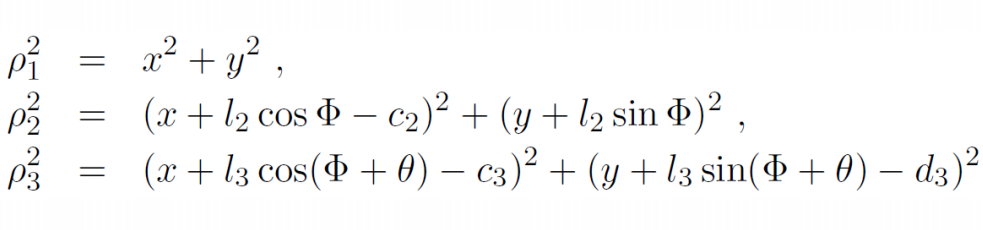 ρ₁² = x² + y² ,
ρ₂² = (x + l₂ cos Φ − c₂)² + (y + l₂ sin Φ)² ,
ρ₃² = (x + l₃ cos(Φ + θ) − c₃)² + (y + l₃ sin(Φ + θ) − d₃)²